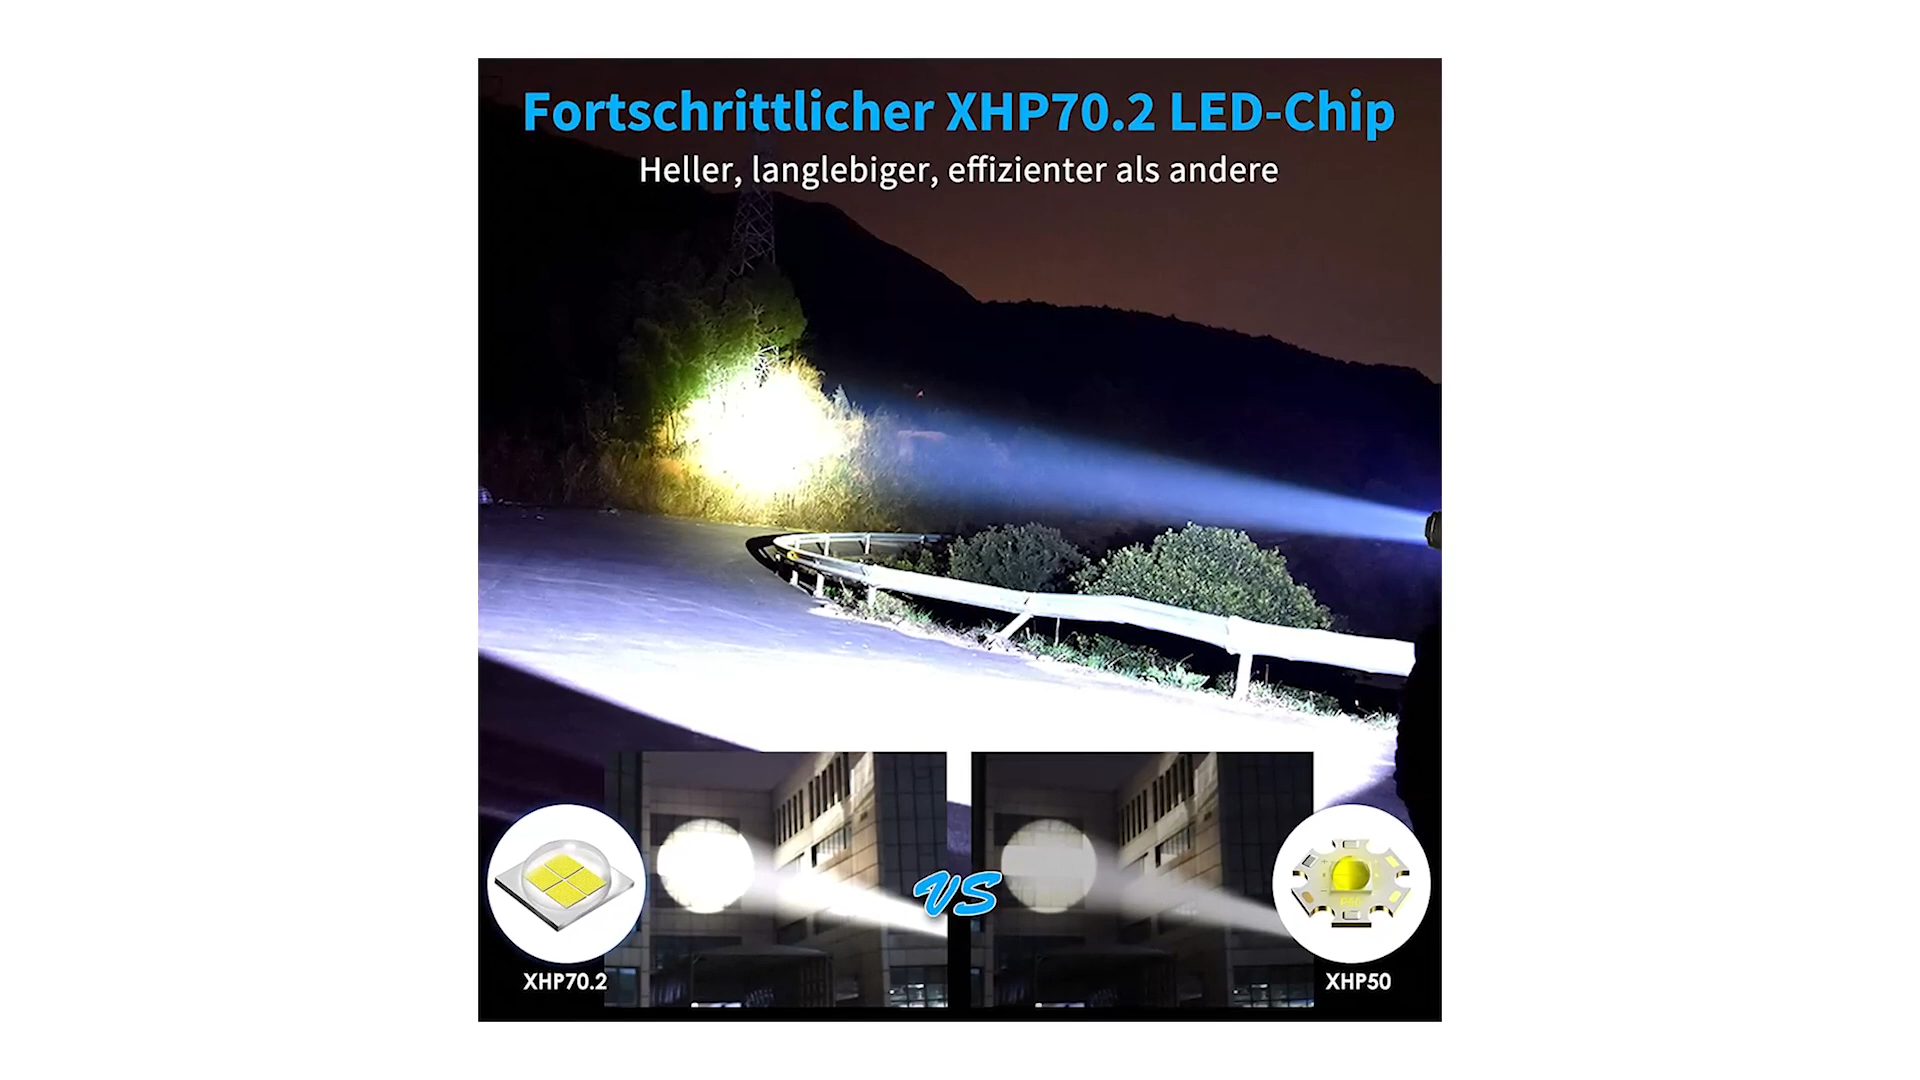 Fortschrittlicher XHP70.2 LED-Chip
Heller, langlebiger, effizienter als andere
VS
XHP70.2
XHP50